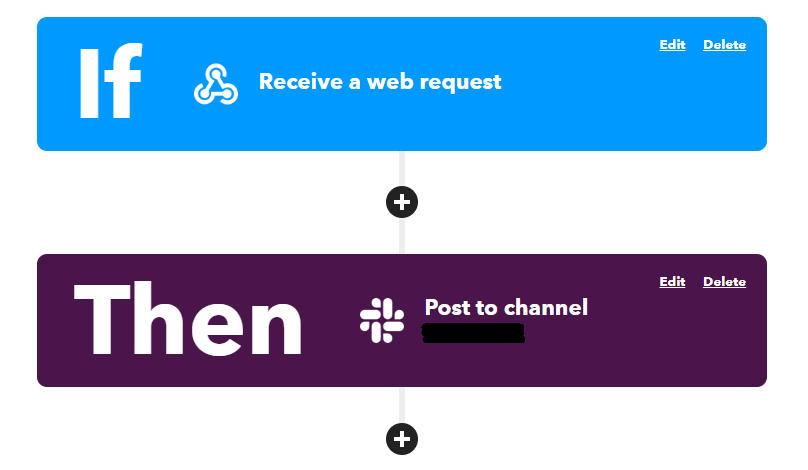 If
Receive a web request
Edit Delete
Then
Post to channel
Edit Delete